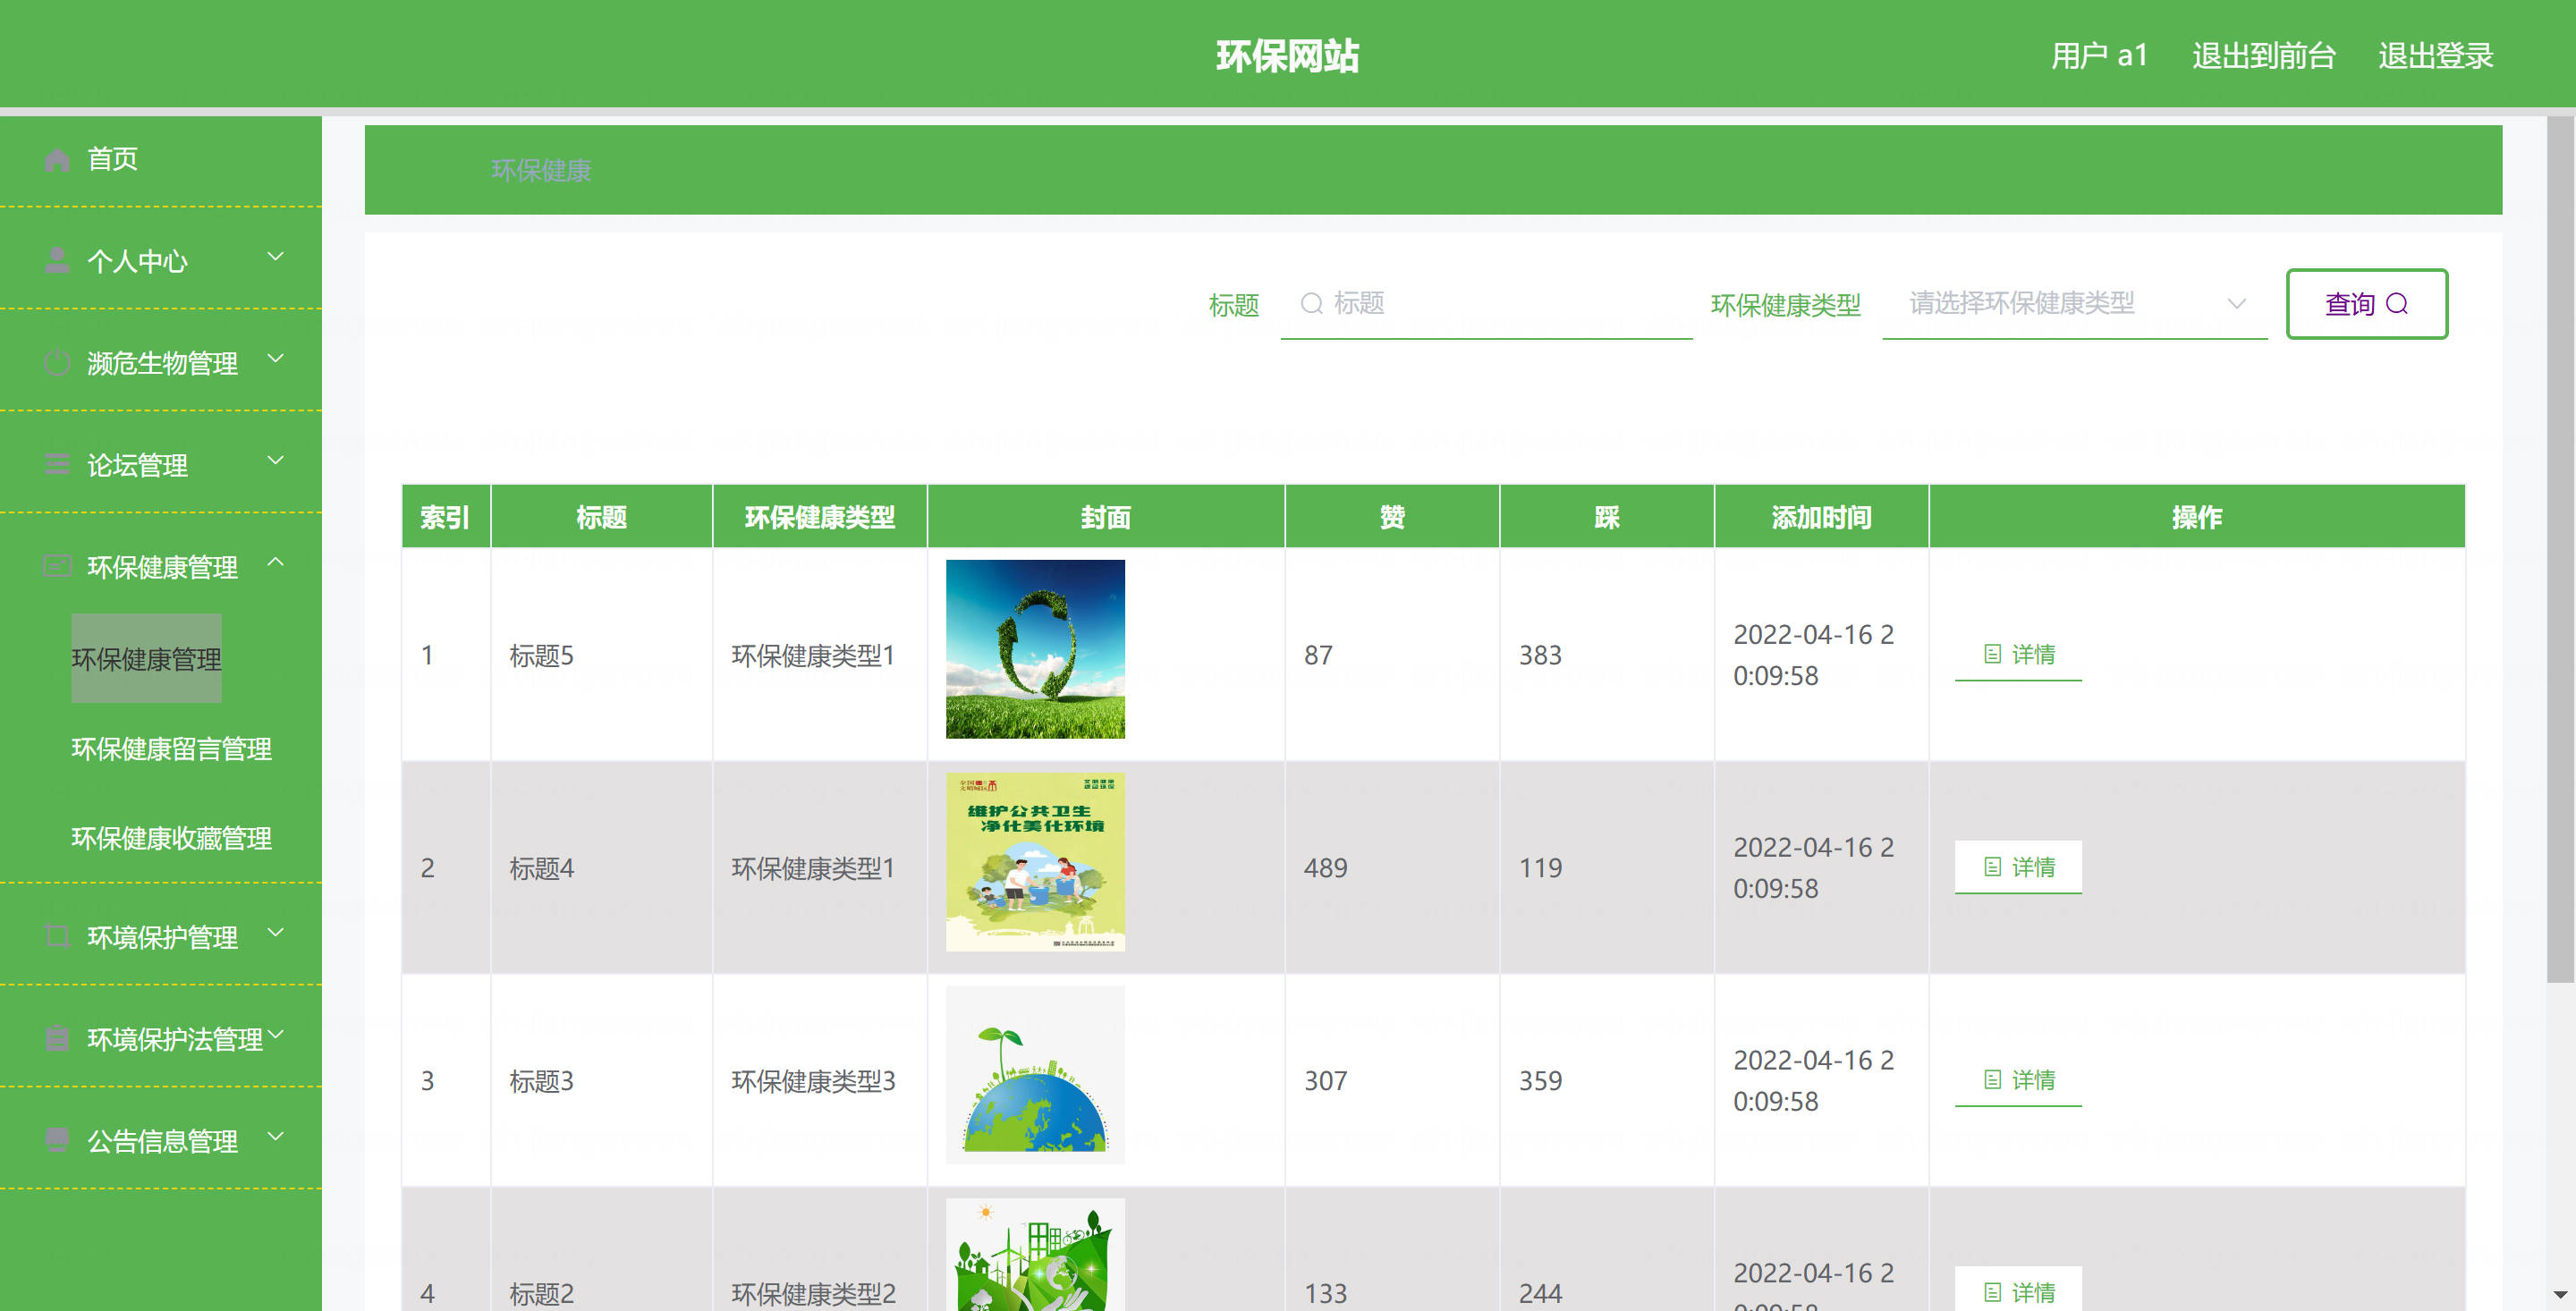 环保网站
用户 a1 退出到前台 退出登录
首页
个人中心
濒危生物管理
论坛管理
环保健康管理
环保健康管理
环保健康留言管理
环保健康收藏管理
环境保护管理
环境保护法管理
公告信息管理
环保健康
标题 标题 环保健康类型 请选择环保健康类型 查询
索引 标题 环保健康类型 封面 赞 踩 添加时间 操作
1 标题5 环保健康类型1 87 383 2022-04-16 2
0:09:58 详情
维护公共卫生
净化美化环境
2 标题4 环保健康类型1 489 119 2022-04-16 2
0:09:58 详情
3 标题3 环保健康类型3 307 359 2022-04-16 2
0:09:58 详情
4 标题2 环保健康类型2 133 244 2022-04-16 2
0:09:58 详情